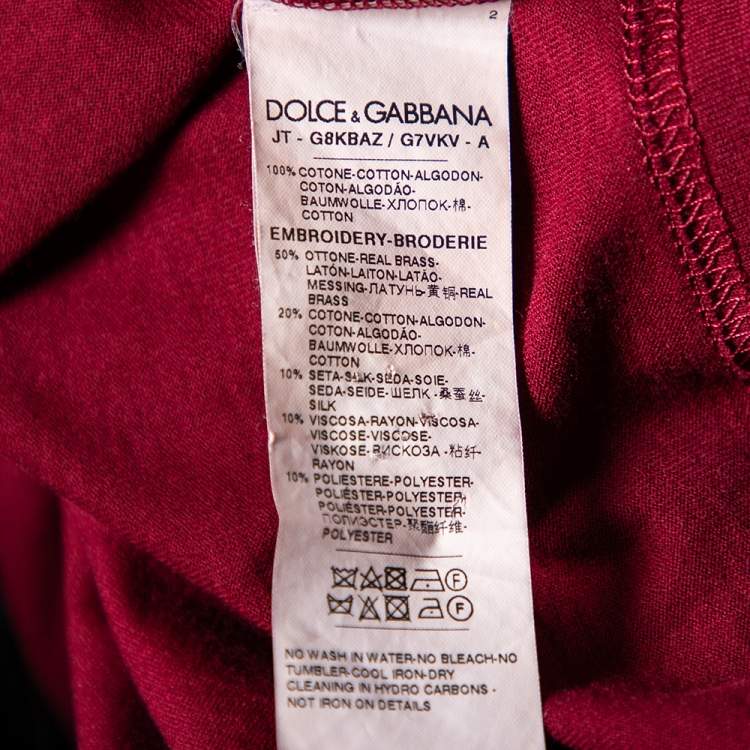 2
DOLCE & GABBANA
JT - G8KBAZ / G7VKV - A
100% COTONE-COTTON-ALGODON-
COTON-ALGODÃO-
BAUMWOLLE-ХЛОПОК-棉-
COTTON
EMBROIDERY-BRODERIE
50% OTTONE-REAL BRASS-
LATÓN-LAITON-LATÃO-
MESSING-ЛАТУНЬ-黄铜-REAL
BRASS
20% COTONE-COTTON-ALGODON-
COTON-ALGODÃO-
BAUMWOLLE-ХЛОПОК-棉-
COTTON
10% SETA-SILK-SEDA-SOIE-
SEDA-SEIDE-ШЕЛК-桑蚕丝-
SILK
10% VISCOSA-RAYON-VISCOSA-
VISCOSE-VISCOSE-
VISKOSE-ВИСКОЗА-粘纤-
RAYON
10% POLIESTERE-POLYESTER-
POLIÉSTER-POLYESTER-
POLIÉSTER-POLYESTER-
ПОЛИЭСТЕР-聚酯纤维-
POLYESTER
F
F
NO WASH IN WATER-NO BLEACH-NO
TUMBLER-COOL IRON-DRY
CLEANING IN HYDRO CARBONS -
NOT IRON ON DETAILS